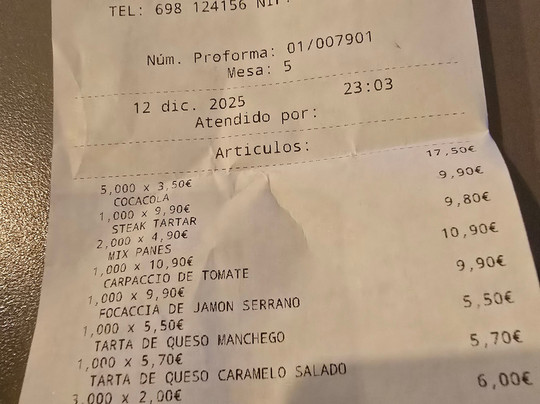 TEL: 698 124156 NIF:
Núm. Proforma: 01/007901
Mesa: 5
12 dic. 2025 23:03
Atendido por:
Articulos:
5,000 x 3,50€ 17,50€
COCACOLA
1,000 x 9,90€ 9,90€
STEAK TARTAR
2,000 x 4,90€ 9,80€
MIX PANES
1,000 x 10,90€ 10,90€
CARPACCIO DE TOMATE
1,000 x 9,90€ 9,90€
FOCACCIA DE JAMON SERRANO
1,000 x 5,50€ 5,50€
TARTA DE QUESO MANCHEGO
1,000 x 5,70€ 5,70€
TARTA DE QUESO CARAMELO SALADO
3,000 x 2,00€ 6,00€